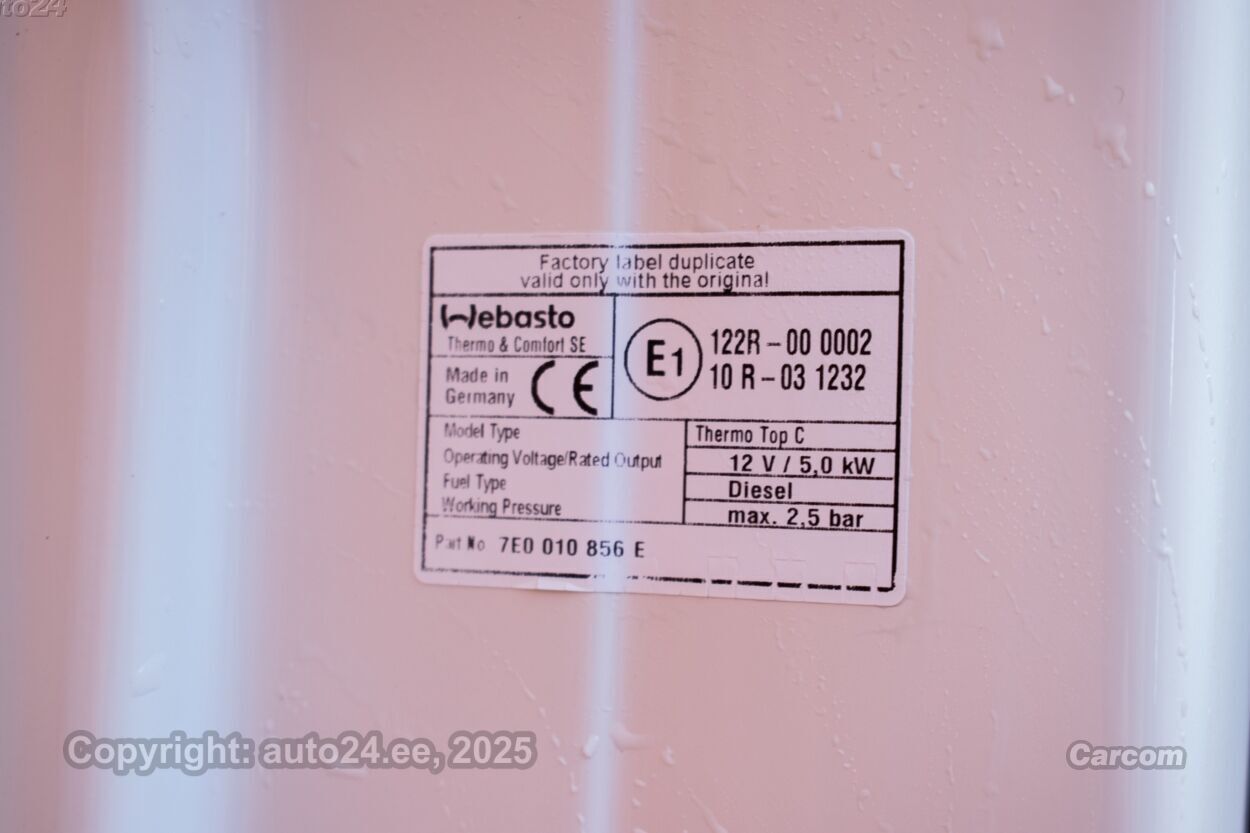 to24
Factory label duplicate
valid only with the original
Webasto
Thermo & Comfort SE
Made in
Germany
CE
E1
122R - 00 0002
10 R - 03 1232
Model Type
Thermo Top C
Operating Voltage/Rated Output
12 V / 5,0 kW
Fuel Type
Diesel
Working Pressure
max. 2,5 bar
Part No 7E0 010 856 E
Copyright: auto24.ee, 2025
Carcom